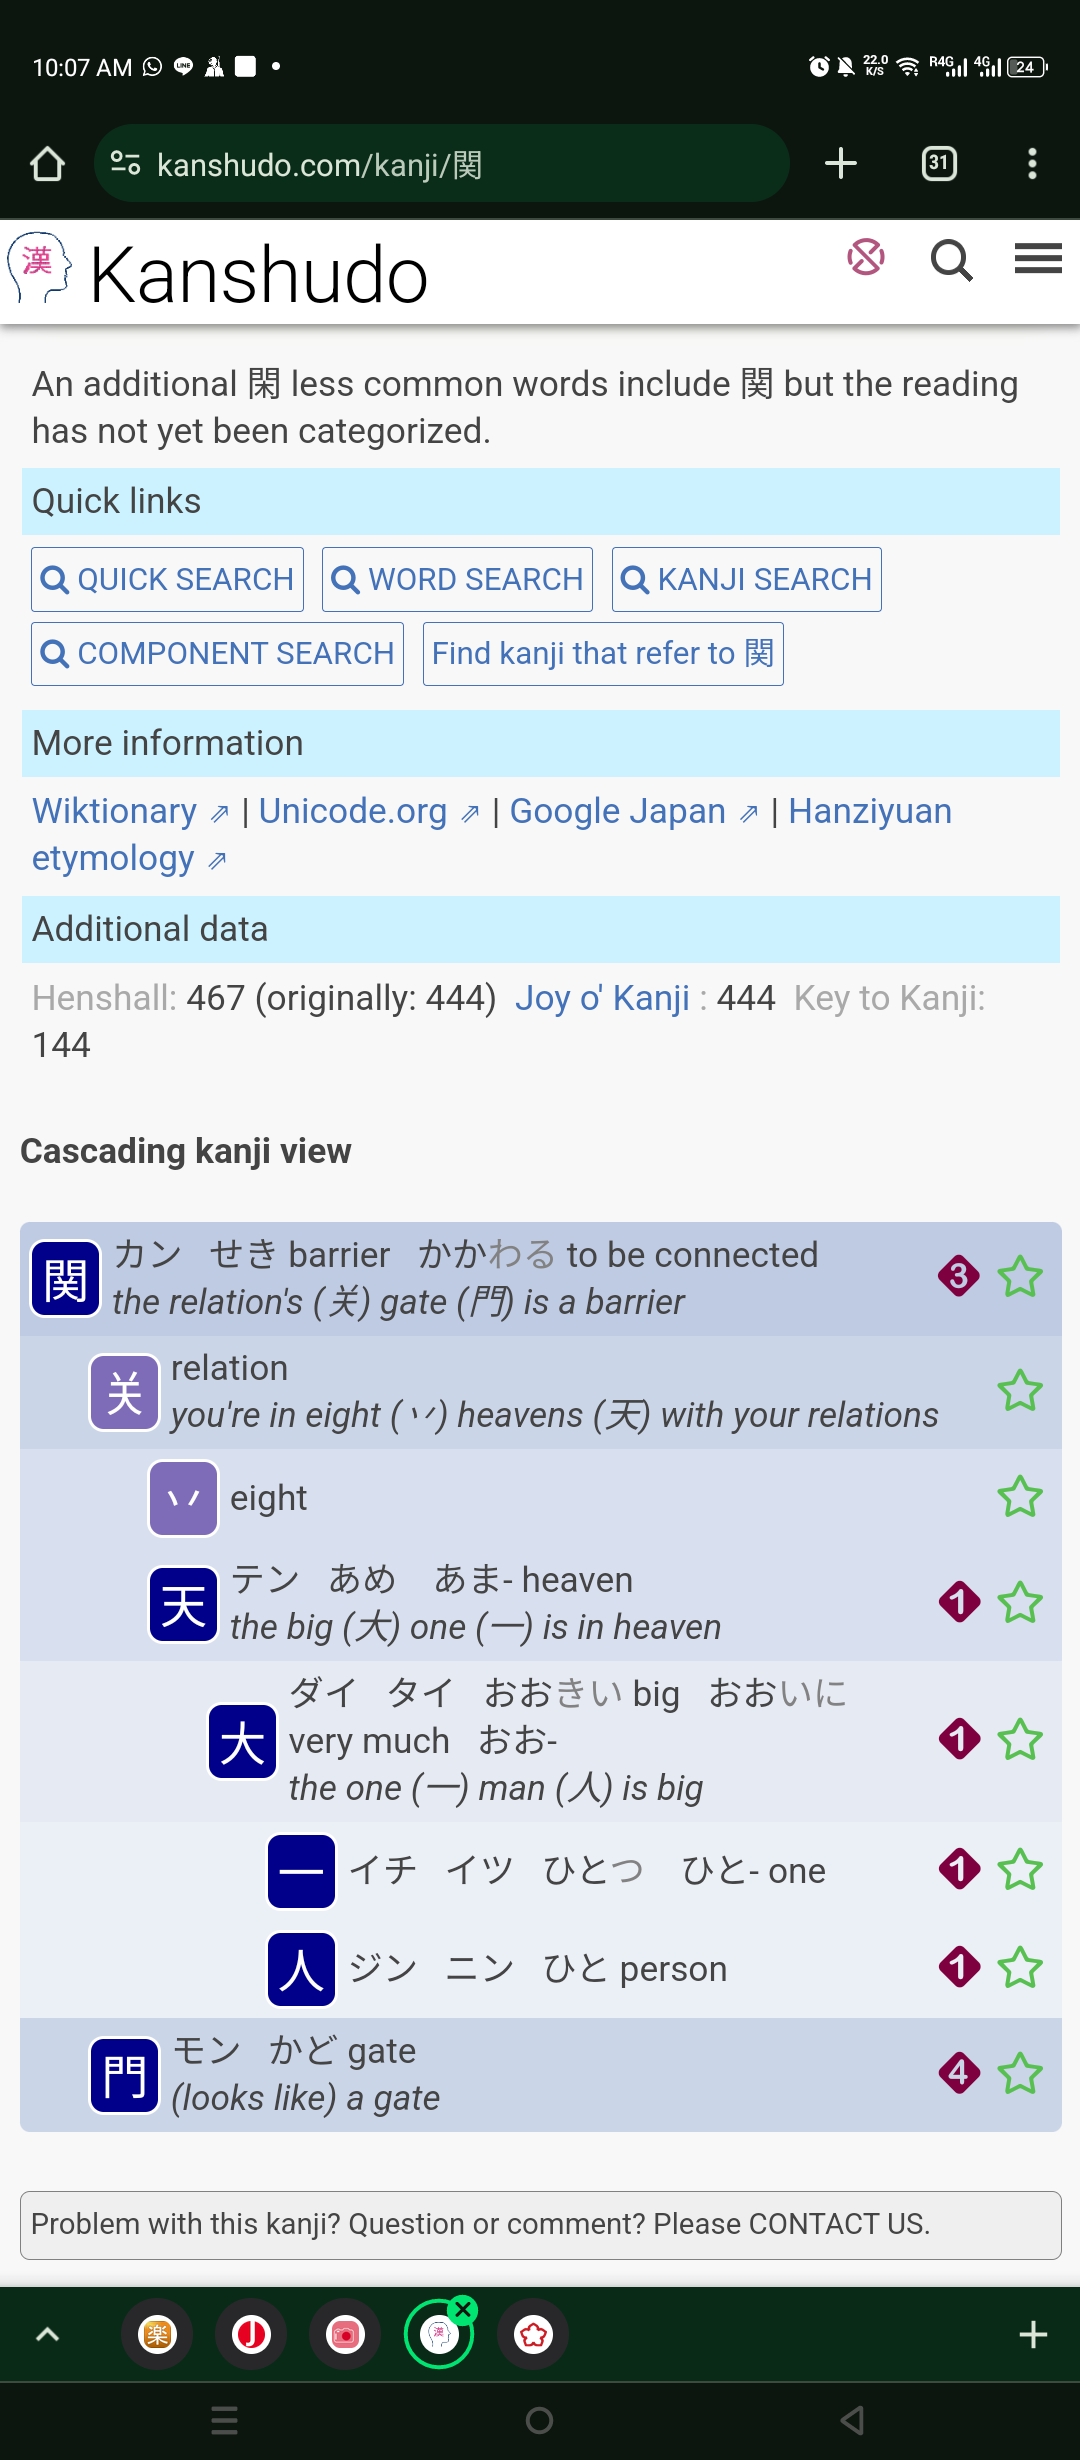 10:07 AM
22.0 K/S R4G 4G 24
kanshudo.com/kanji/関
31
漢 Kanshudo
An additional 閑 less common words include 関 but the reading
has not yet been categorized.
Quick links
QUICK SEARCH WORD SEARCH KANJI SEARCH
COMPONENT SEARCH Find kanji that refer to 関
More information
Wiktionary ⇗ | Unicode.org ⇗ | Google Japan ⇗ | Hanziyuan
etymology ⇗
Additional data
Henshall: 467 (originally: 444) Joy o' Kanji : 444 Key to Kanji:
144
Cascading kanji view
関 カン せき barrier かかわる to be connected
the relation's (关) gate (門) is a barrier
3
关 relation
you're in eight (丷) heavens (天) with your relations
丷 eight
天 テン あめ あま- heaven
the big (大) one (一) is in heaven
1
大 ダイ タイ おおきい big おおいに
very much おお-
the one (一) man (人) is big
1
一 イチ イツ ひとつ ひと- one 1
人 ジン ニン ひと person 1
門 モン かど gate
(looks like) a gate
4
Problem with this kanji? Question or comment? Please CONTACT US.
楽 J 漢